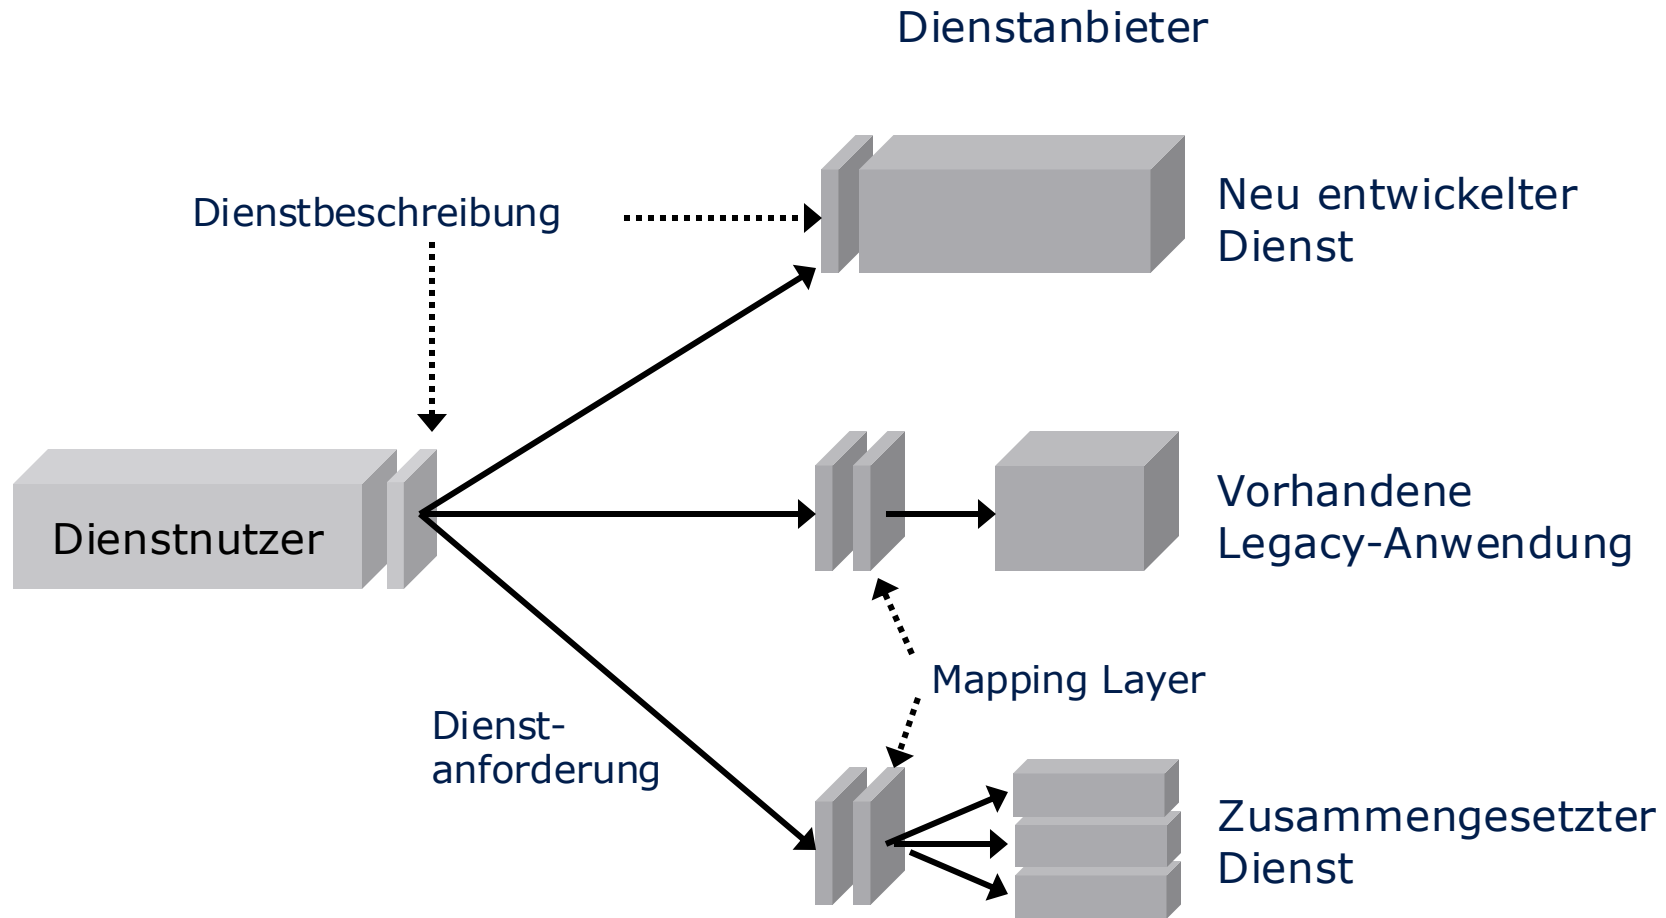 Dienstanbieter
Dienstbeschreibung
Neu entwickelter
Dienst
Dienstnutzer
Vorhandene
Legacy-Anwendung
Mapping Layer
Dienst-
anforderung
Zusammengesetzter
Dienst